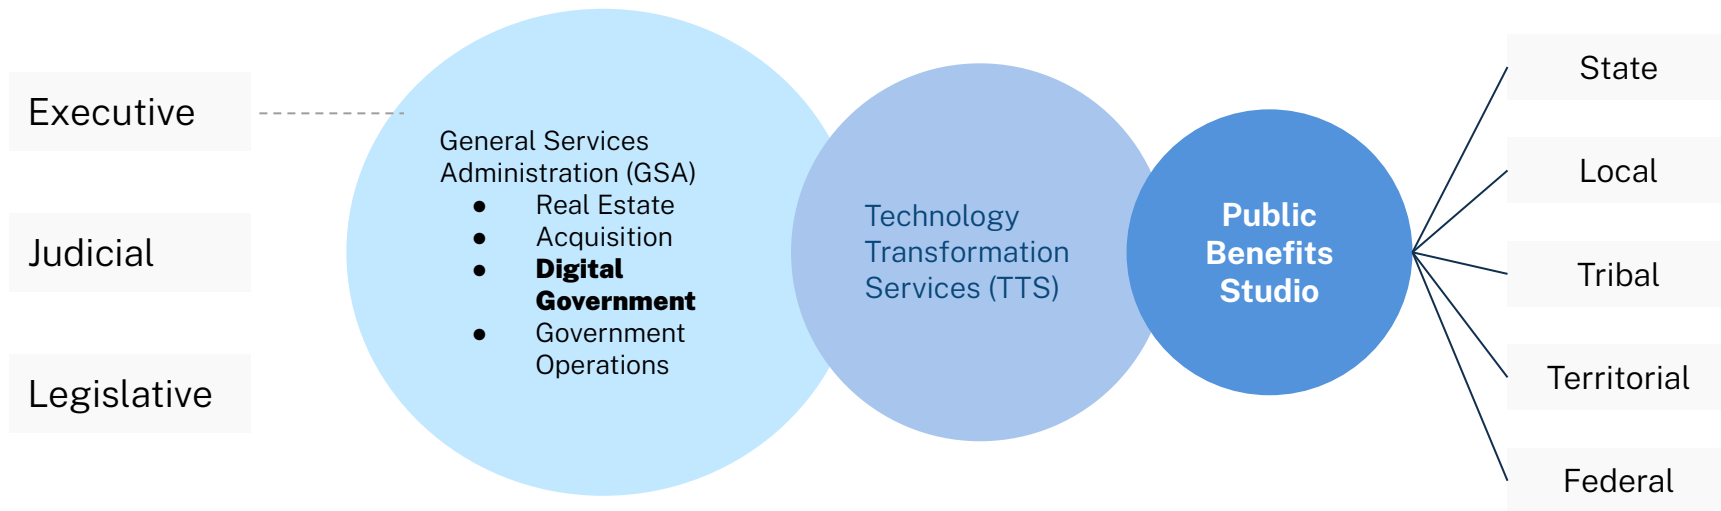 Executive
Judicial
Legislative
General Services
Administration (GSA)
● Real Estate
● Acquisition
● Digital
Government
● Government
Operations
Technology
Transformation
Services (TTS)
Public
Benefits
Studio
State
Local
Tribal
Territorial
Federal